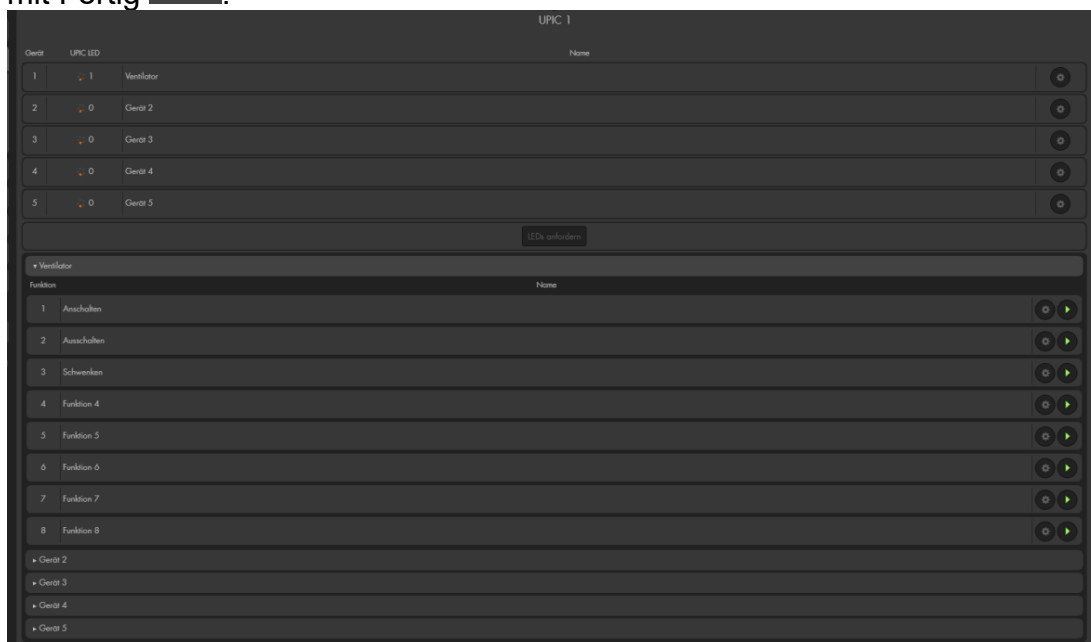 mit Fertig
UPIC 1
Gerät UPIC LED Name
1 1 Ventilator
2 0 Gerät 2
3 0 Gerät 3
4 0 Gerät 4
5 0 Gerät 5
LEDs anfordern
▾ Ventilator
Funktion Name
1 Anschalten
2 Ausschalten
3 Schwenken
4 Funktion 4
5 Funktion 5
6 Funktion 6
7 Funktion 7
8 Funktion 8
▸ Gerät 2
▸ Gerät 3
▸ Gerät 4
▸ Gerät 5